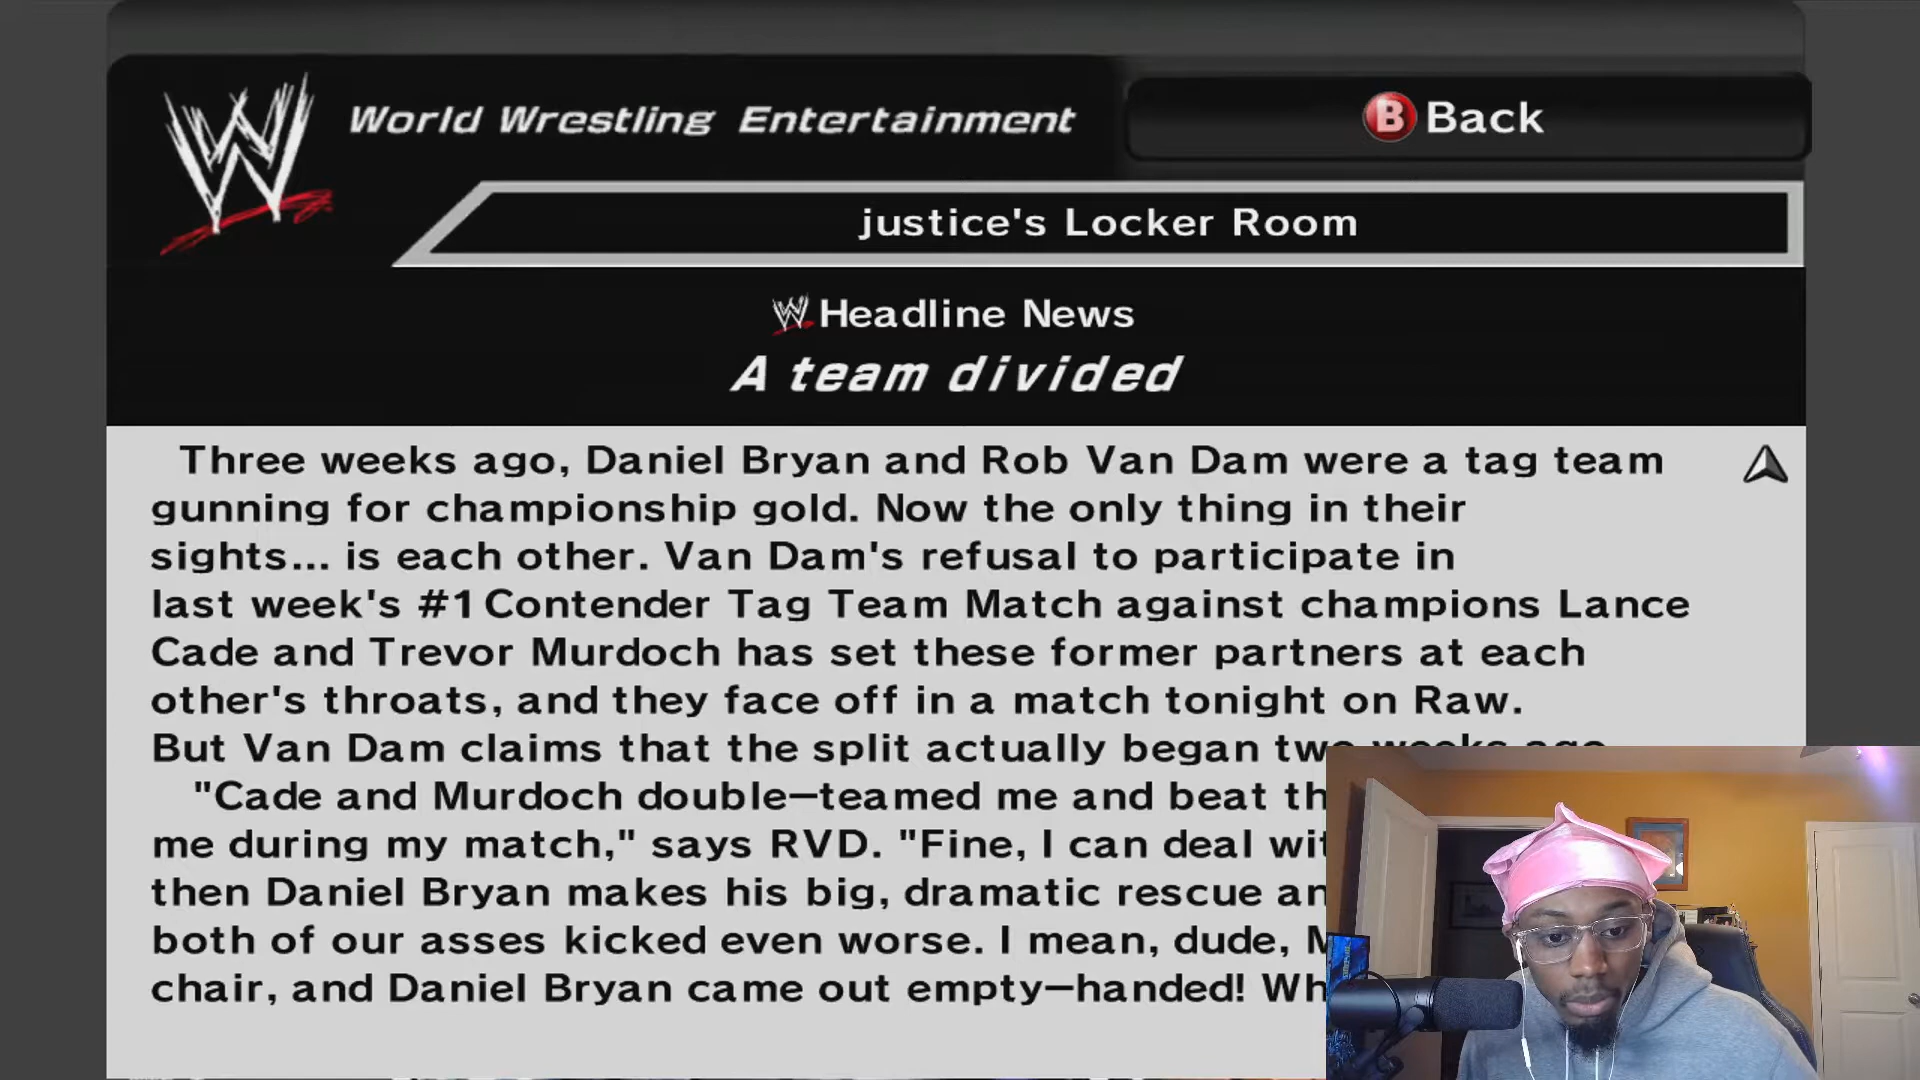 World Wrestling Entertainment
B Back
justice's Locker Room
W Headline News
A team divided
Three weeks ago, Daniel Bryan and Rob Van Dam were a tag team
gunning for championship gold. Now the only thing in their
sights... is each other. Van Dam's refusal to participate in
last week's #1 Contender Tag Team Match against champions Lance
Cade and Trevor Murdoch has set these former partners at each
other's throats, and they face off in a match tonight on Raw.
But Van Dam claims that the split actually began two weeks ago.
"Cade and Murdoch double—teamed me and beat
me during my match," says RVD. "Fine, I can deal
then Daniel Bryan makes his big, dramatic rescue
both of our asses kicked even worse. I mean, dude,
chair, and Daniel Bryan came out empty—handed!